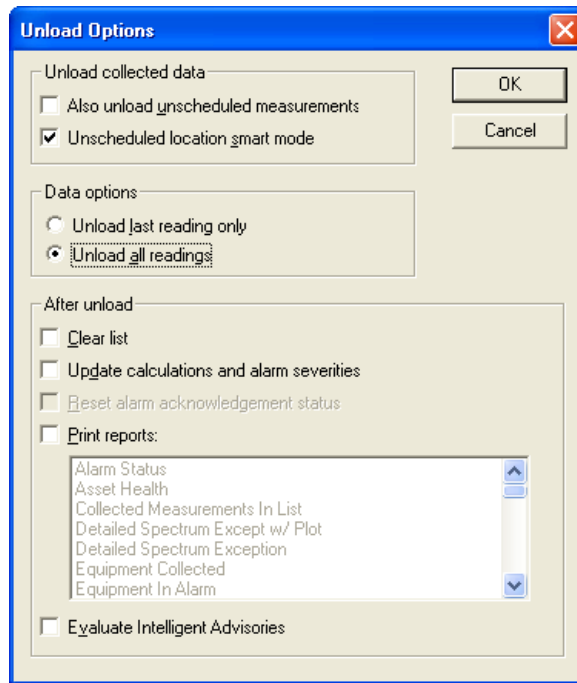 Unload Options
Unload collected data
Also unload unscheduled measurements
Unscheduled location smart mode
OK
Cancel
Data options
Unload last reading only
Unload all readings
After unload
Clear list
Update calculations and alarm severities
Reset alarm acknowledgement status
Print reports:
Alarm Status
Asset Health
Collected Measurements In List
Detailed Spectrum Except w/ Plot
Detailed Spectrum Exception
Equipment Collected
Equipment In Alarm
Evaluate Intelligent Advisories